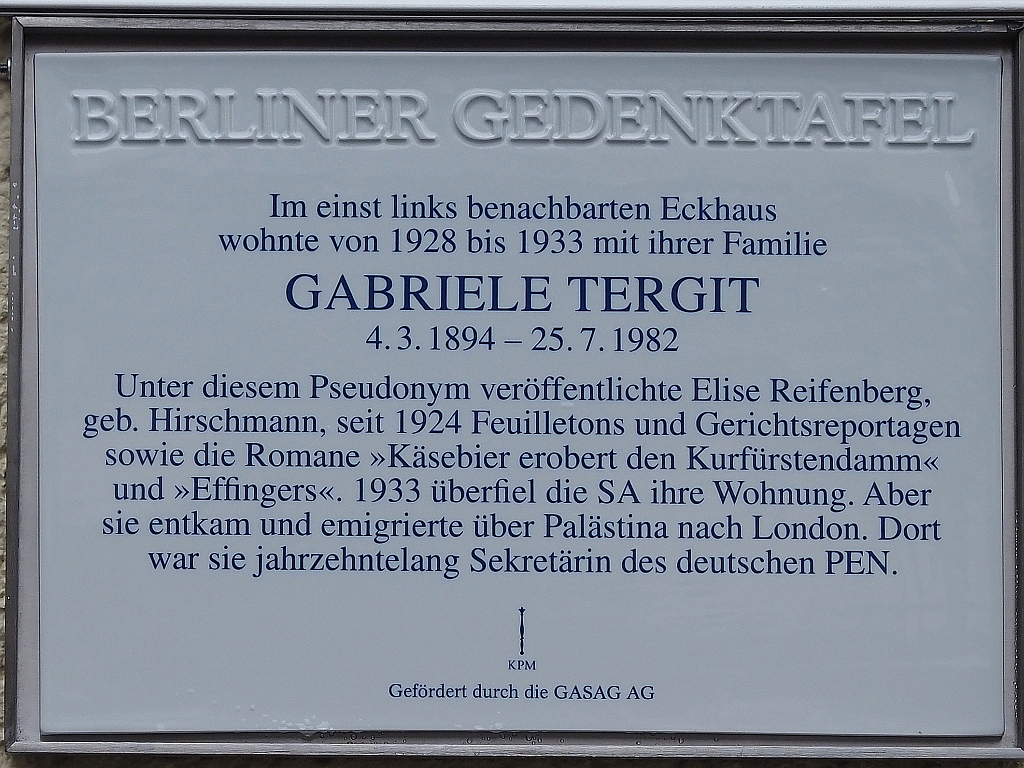 BERLINER GEDENKTAFEL
Im einst links benachbarten Eckhaus
wohnte von 1928 bis 1933 mit ihrer Familie
GABRIELE TERGIT
4. 3. 1894 – 25. 7. 1982
Unter diesem Pseudonym veröffentlichte Elise Reifenberg,
geb. Hirschmann, seit 1924 Feuilletons und Gerichtsreportagen
sowie die Romane »Käsebier erobert den Kurfürstendamm«
und »Effingers«. 1933 überfiel die SA ihre Wohnung. Aber
sie entkam und emigrierte über Palästina nach London. Dort
war sie jahrzehntelang Sekretärin des deutschen PEN.
KPM
Gefördert durch die GASAG AG